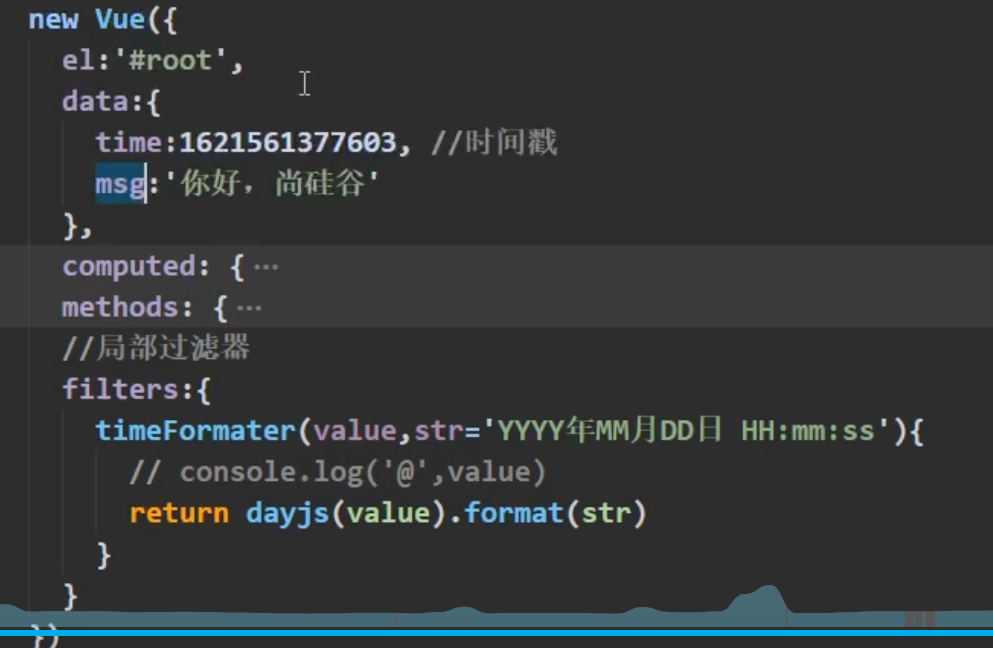 new Vue({
el:'#root',
data:{
time:1621561377603, //时间戳
msg:'你好，尚硅谷'
},
computed: {···
methods: {···
//局部过滤器
filters:{
timeFormater(value,str='YYYY年MM月DD日 HH:mm:ss'){
// console.log('@',value)
return dayjs(value).format(str)
}
}
})